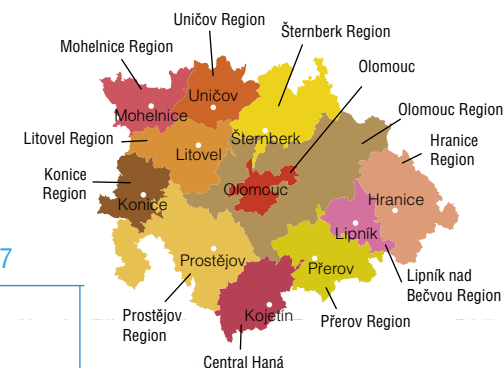 Uničov Region
Mohelnice Region
Šternberk Region
Olomouc
Olomouc Region
Uničov
Mohelnice
Litovel Region
Šternberk
Hranice
Region
Litovel
Konice
Region
Olomouc
Konice
Hranice
Lipník
7
Prostějov
Přerov
Lipník nad
Bečvou Region
Prostějov
Region
Kojetín
Přerov Region
Central Haná